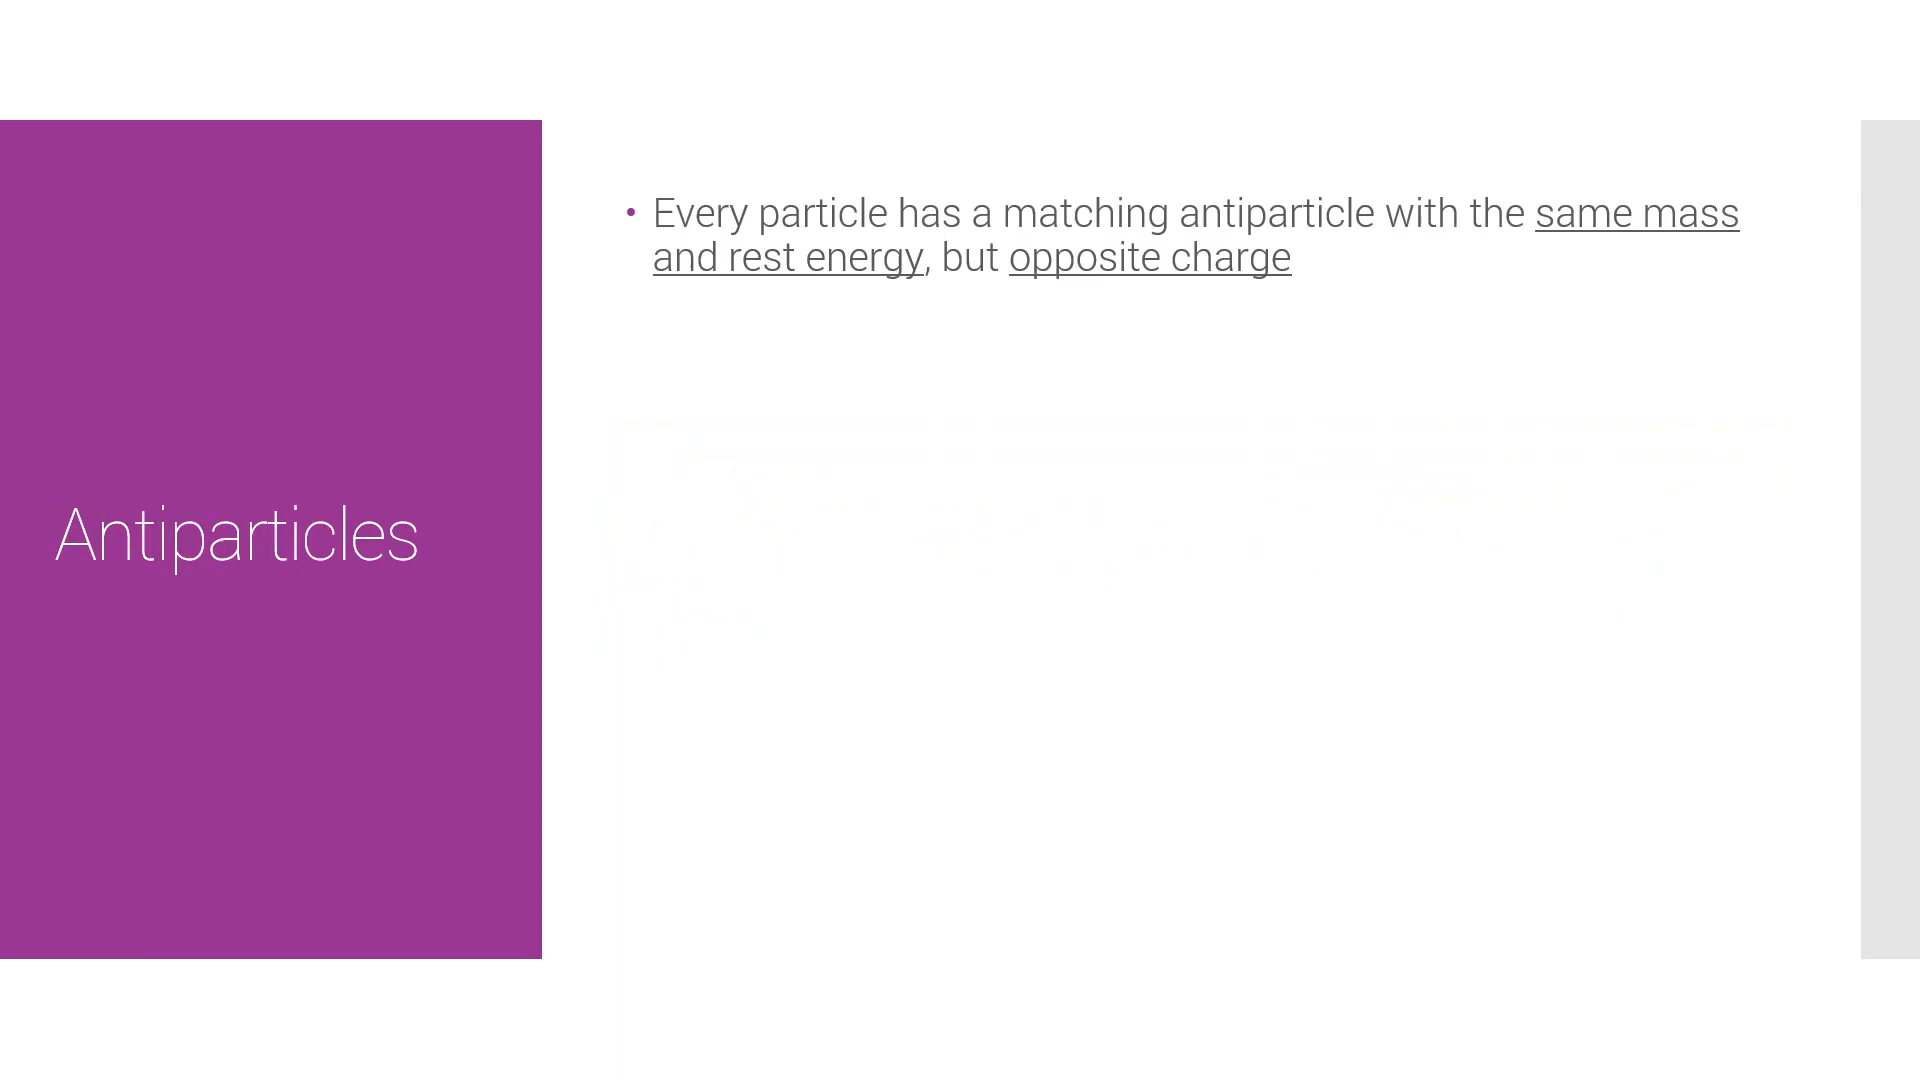 Antiparticles
• Every particle has a matching antiparticle with the same mass
and rest energy, but opposite charge